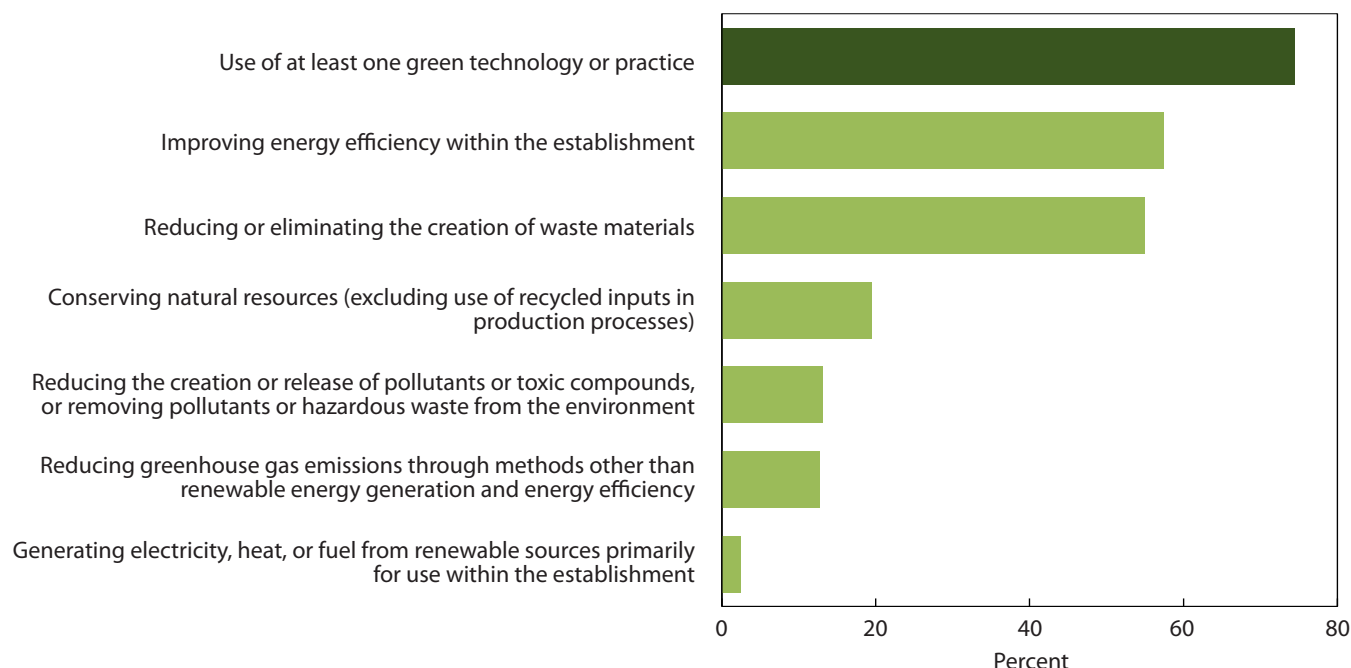 Use of at least one green technology or practice
Improving energy efficiency within the establishment
Reducing or eliminating the creation of waste materials
Conserving natural resources (excluding use of recycled inputs in
production processes)
Reducing the creation or release of pollutants or toxic compounds,
or removing pollutants or hazardous waste from the environment
Reducing greenhouse gas emissions through methods other than
renewable energy generation and energy efficiency
Generating electricity, heat, or fuel from renewable sources primarily
for use within the establishment
0 20 40 60 80
Percent